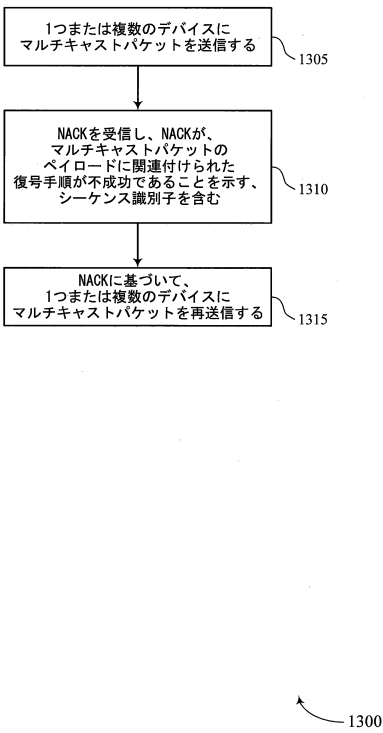 1つまたは複数のデバイスに
マルチキャストパケットを送信する
1305
NACKを受信し、NACKが、
マルチキャストパケットの
ペイロードに関連付けられた
復号手順が不成功であることを示す、
シーケンス識別子を含む
1310
NACKに基づいて、
1つまたは複数のデバイスに
マルチキャストパケットを再送信する
1315
1300